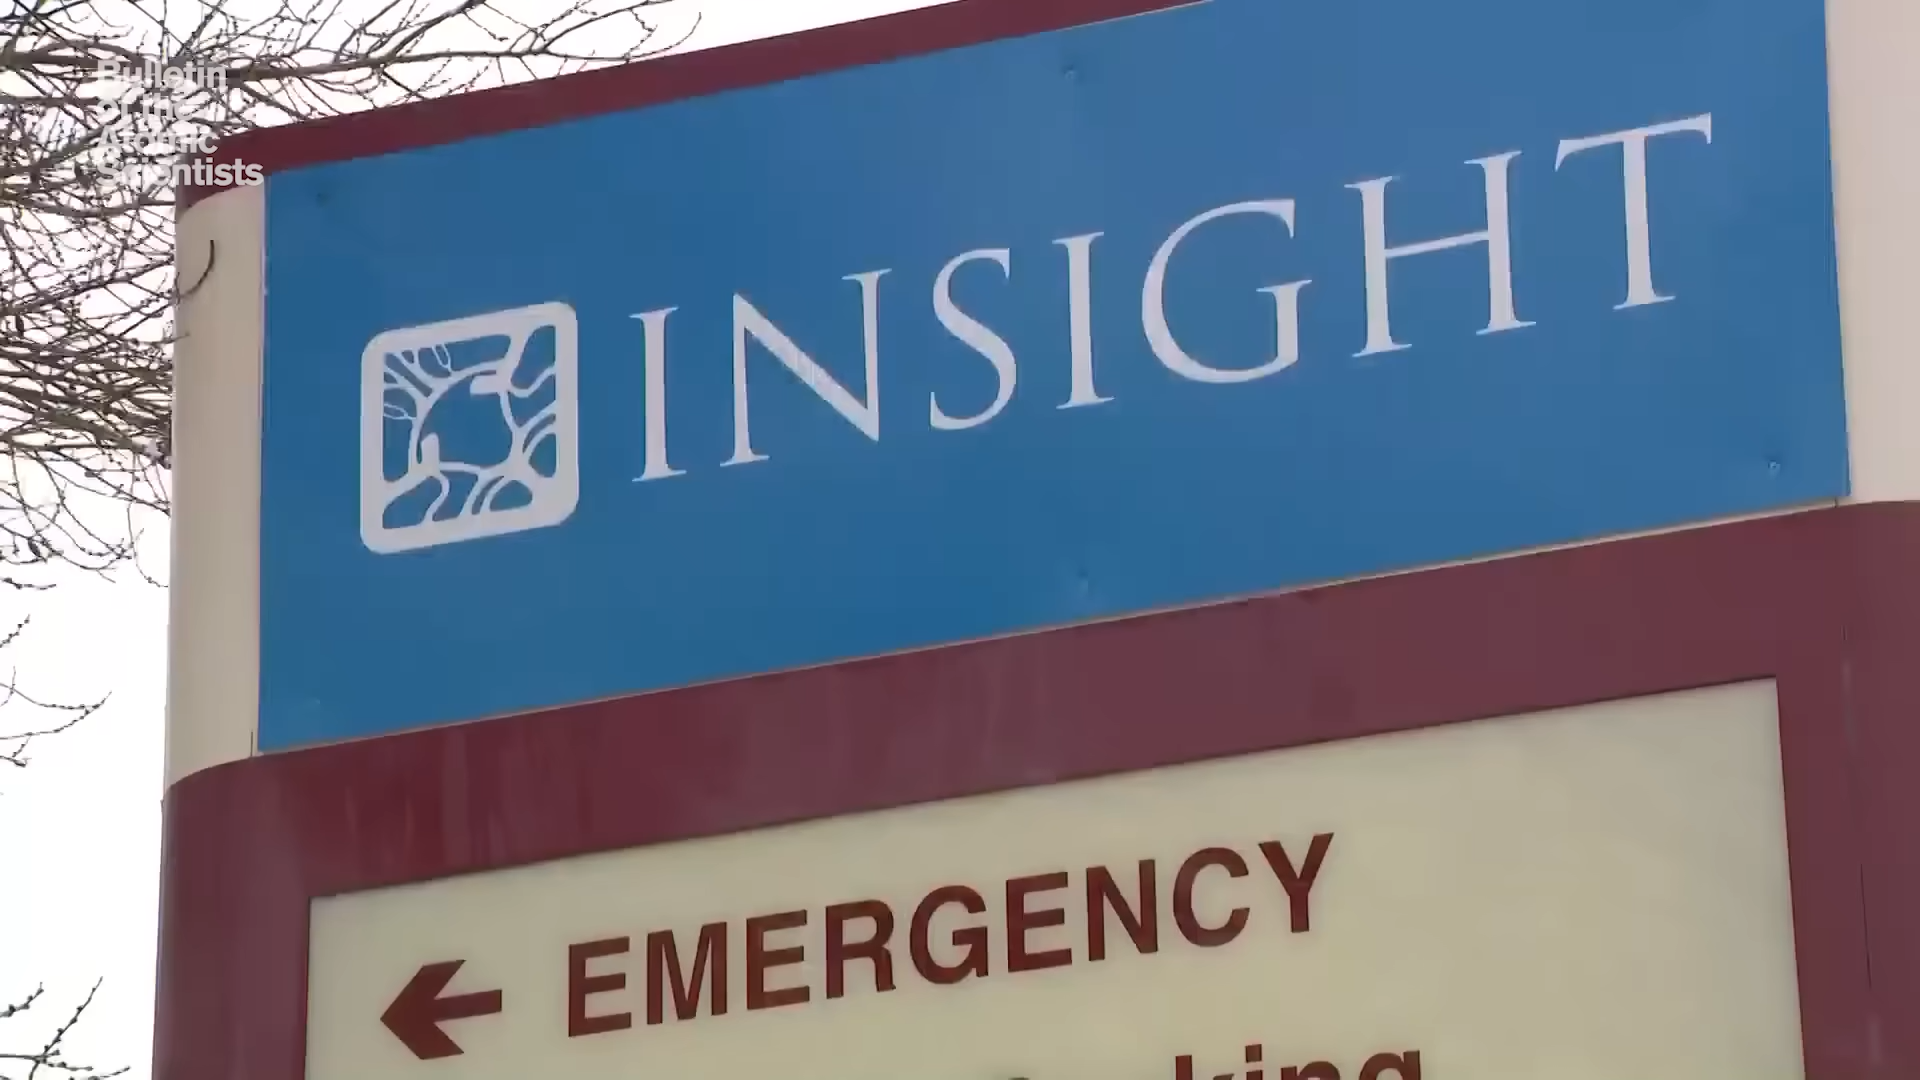 Bulletin
of the
Atomic
Scientists
INSIGHT
EMERGENCY